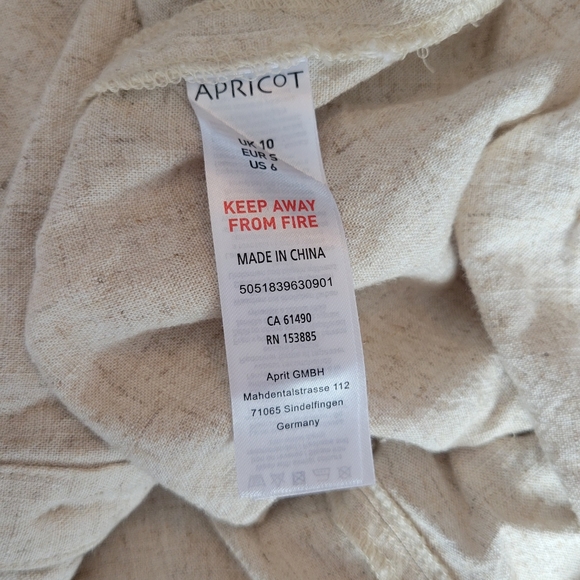 APRICOT
UK 10
EUR S
US 6
KEEP AWAY
FROM FIRE
MADE IN CHINA
5051839630901
CA 61490
RN 153885
Aprit GMBH
Mahdentalstrasse 112
71065 Sindelfingen
Germany